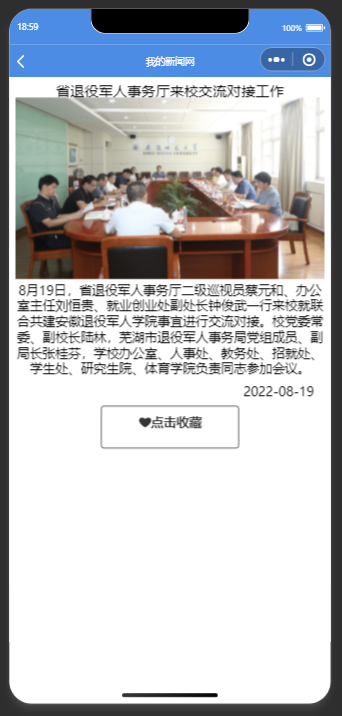 18:59
100%
我的新闻网
省退役军人事务厅来校交流对接工作
8月19日，省退役军人事务厅二级巡视员蔡元和、办公
室主任刘恒贵、就业创业处副处长钟俊武一行来校就联
合共建安徽退役军人学院事宜进行交流对接。校党委常
委、副校长陆林，芜湖市退役军人事务局党组成员、副
局长张桂芬，学校办公室、人事处、教务处、招就处、
学生处、研究生院、体育学院负责同志参加会议。
2022-08-19
点击收藏